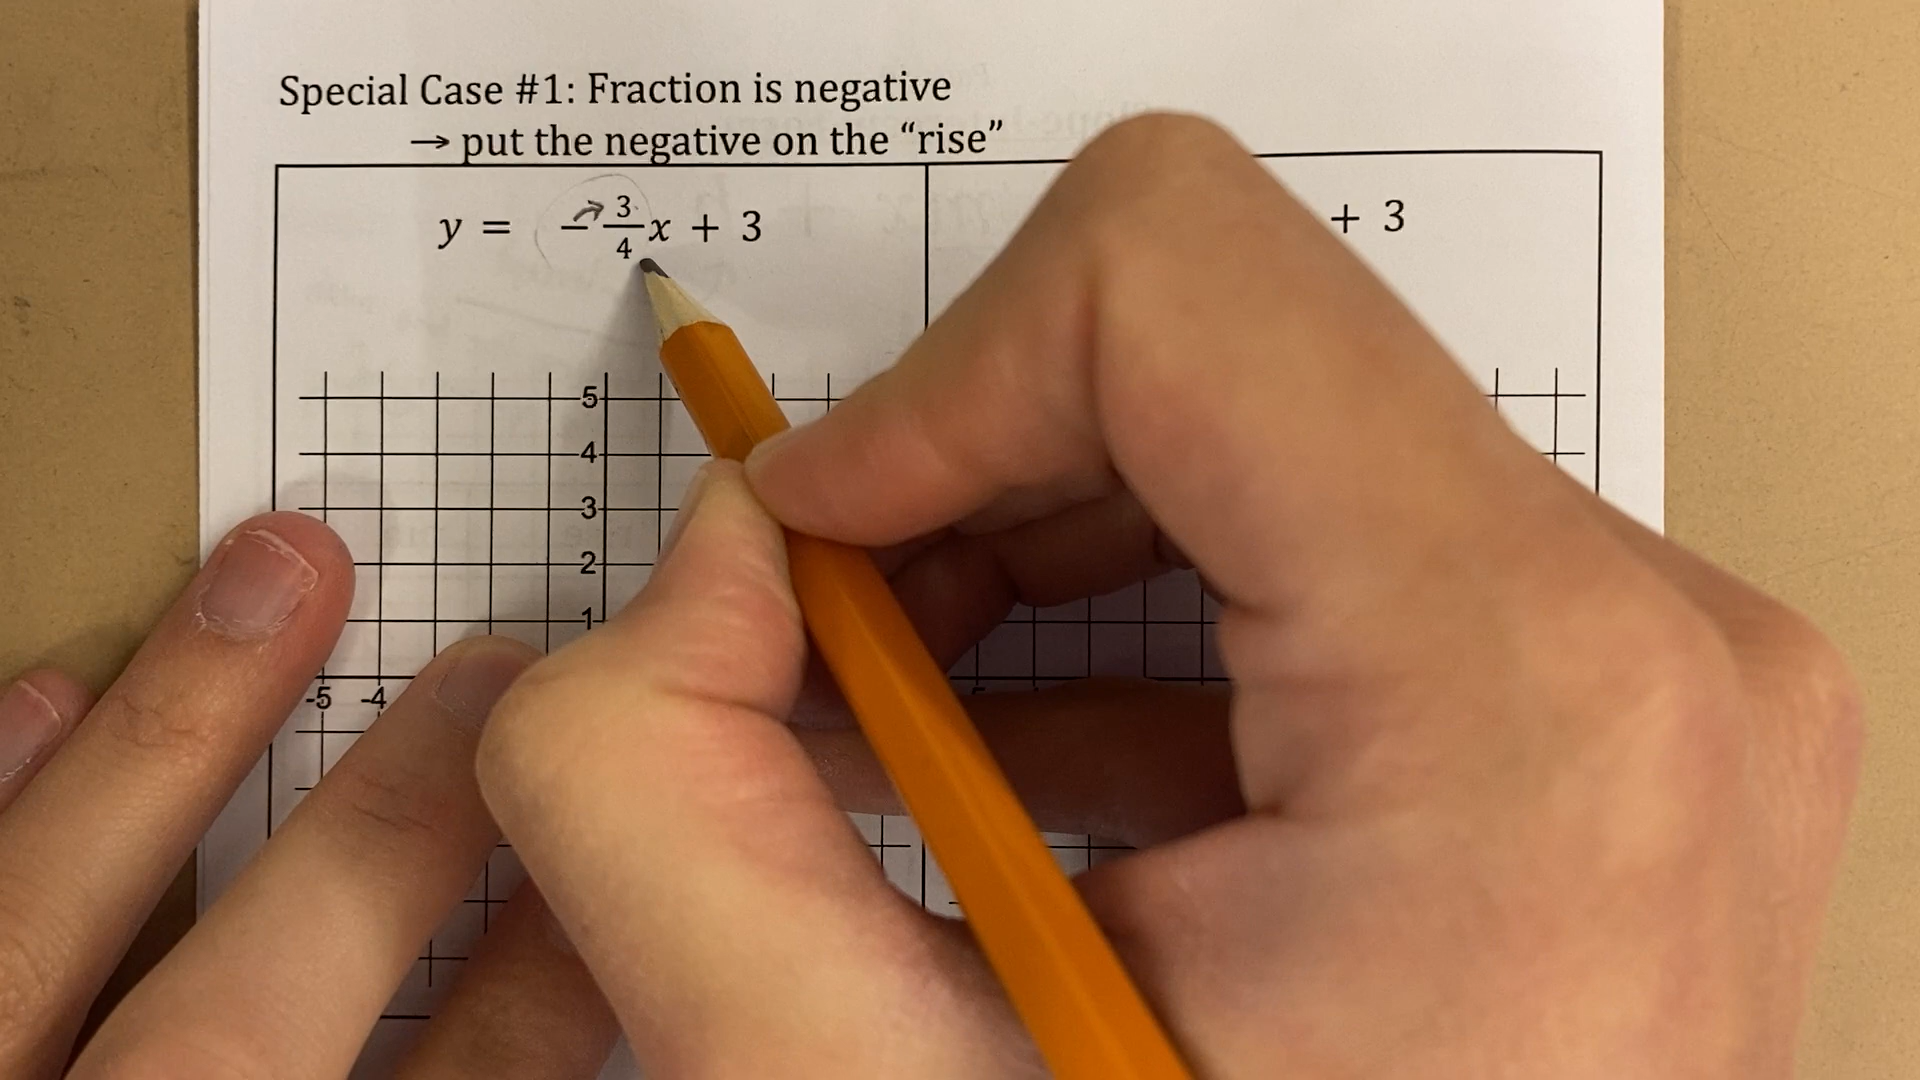 Special Case #1: Fraction is negative
→ put the negative on the “rise”
y = −3/4x + 3
+ 3
5
4
3
2
1
-5 -4